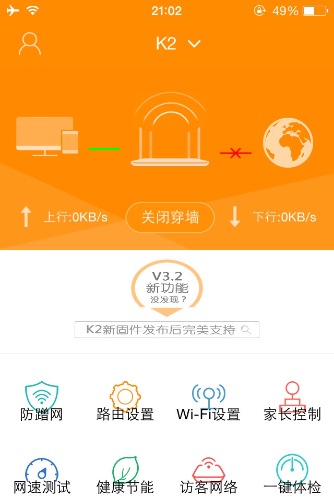 21:02
49%
K2
上行:0KB/s
关闭穿墙
下行:0KB/s
V3.2
新功能
没发现？
K2新固件发布后完美支持
防蹭网
路由设置
Wi-Fi设置
家长控制
网速测试
健康节能
访客网络
一键体检